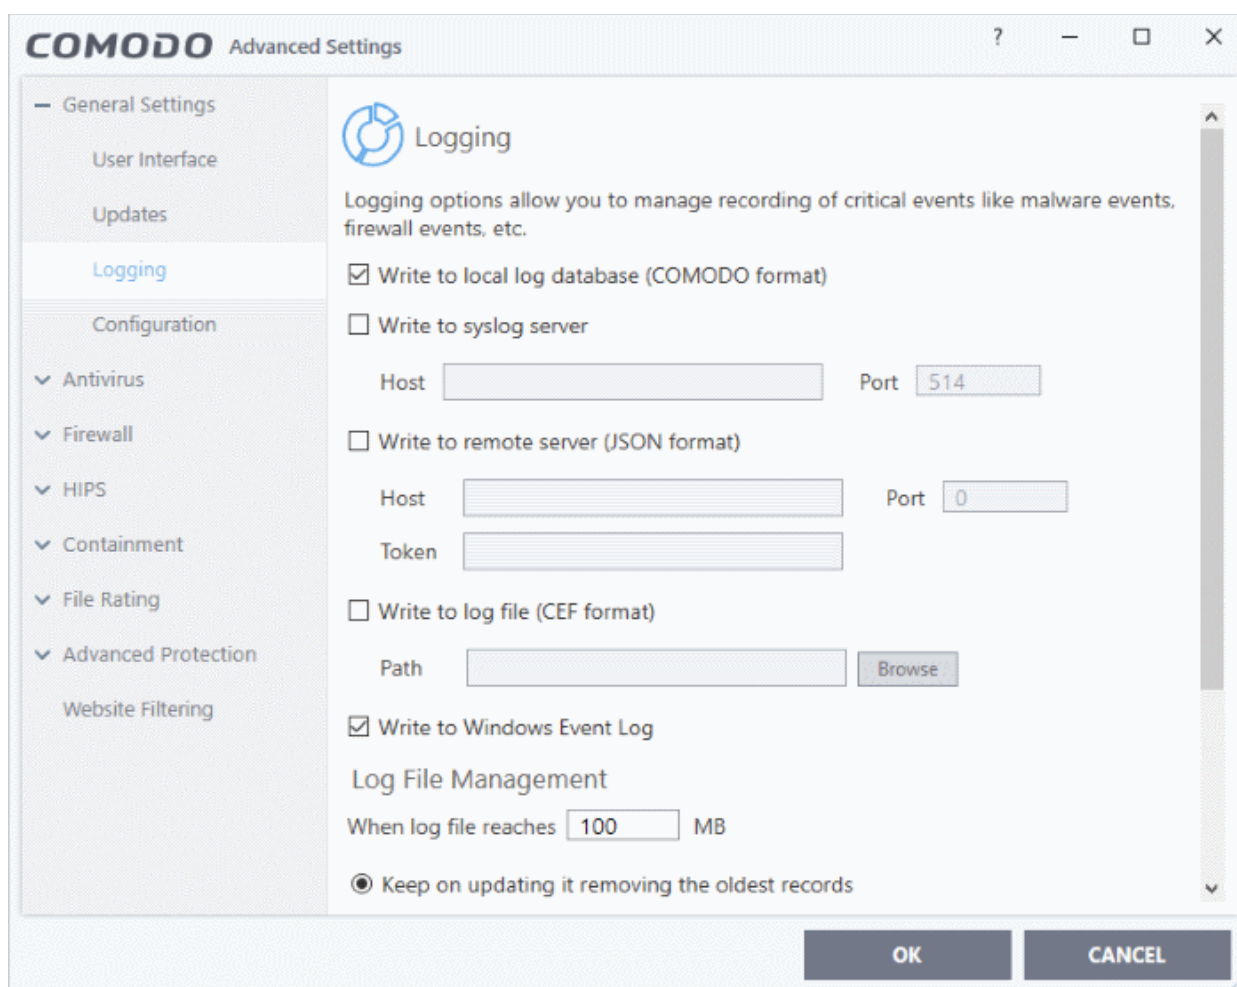 COMODO Advanced Settings ?
General Settings
User Interface
Updates
Logging
Configuration
Antivirus
Firewall
HIPS
Containment
File Rating
Advanced Protection
Website Filtering
Logging
Logging options allow you to manage recording of critical events like malware events,
firewall events, etc.
Write to local log database (COMODO format)
Write to syslog server
Host Port 514
Write to remote server (JSON format)
Host Port 0
Token
Write to log file (CEF format)
Path Browse
Write to Windows Event Log
Log File Management
When log file reaches 100 MB
Keep on updating it removing the oldest records
OK CANCEL